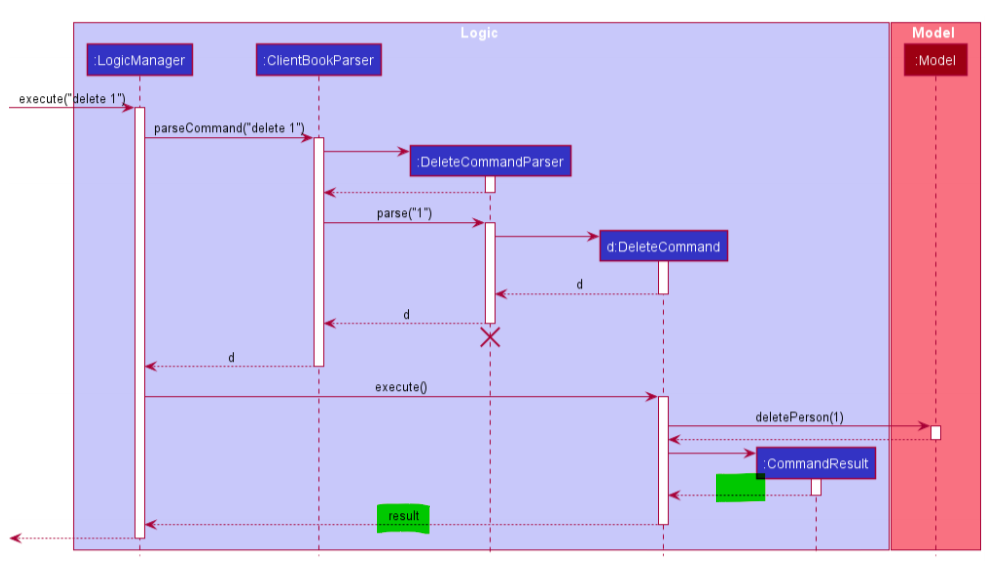 Logic
Model
:LogicManager
:ClientBookParser
:Model
execute("delete 1")
parseCommand("delete 1")
:DeleteCommandParser
parse("1")
d:DeleteCommand
d
d
d
execute()
deletePerson(1)
:CommandResult
result